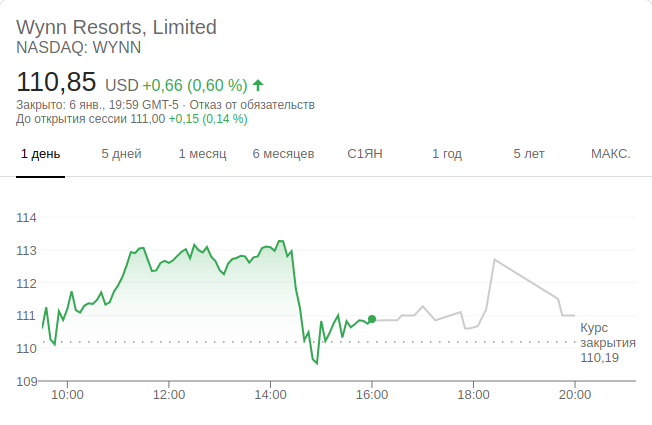 Wynn Resorts, Limited
NASDAQ: WYNN
110,85 USD +0,66 (0,60 %)
Закрыто: 6 янв., 19:59 GMT-5 · Отказ от обязательств
До открытия сессии 111,00 +0,15 (0,14 %)
1 день 5 дней 1 месяц 6 месяцев С1ЯН 1 год 5 лет МАКС.
114
113
112
111
110
109
Курс
закрытия
110,19
10:00 12:00 14:00 16:00 18:00 20:00